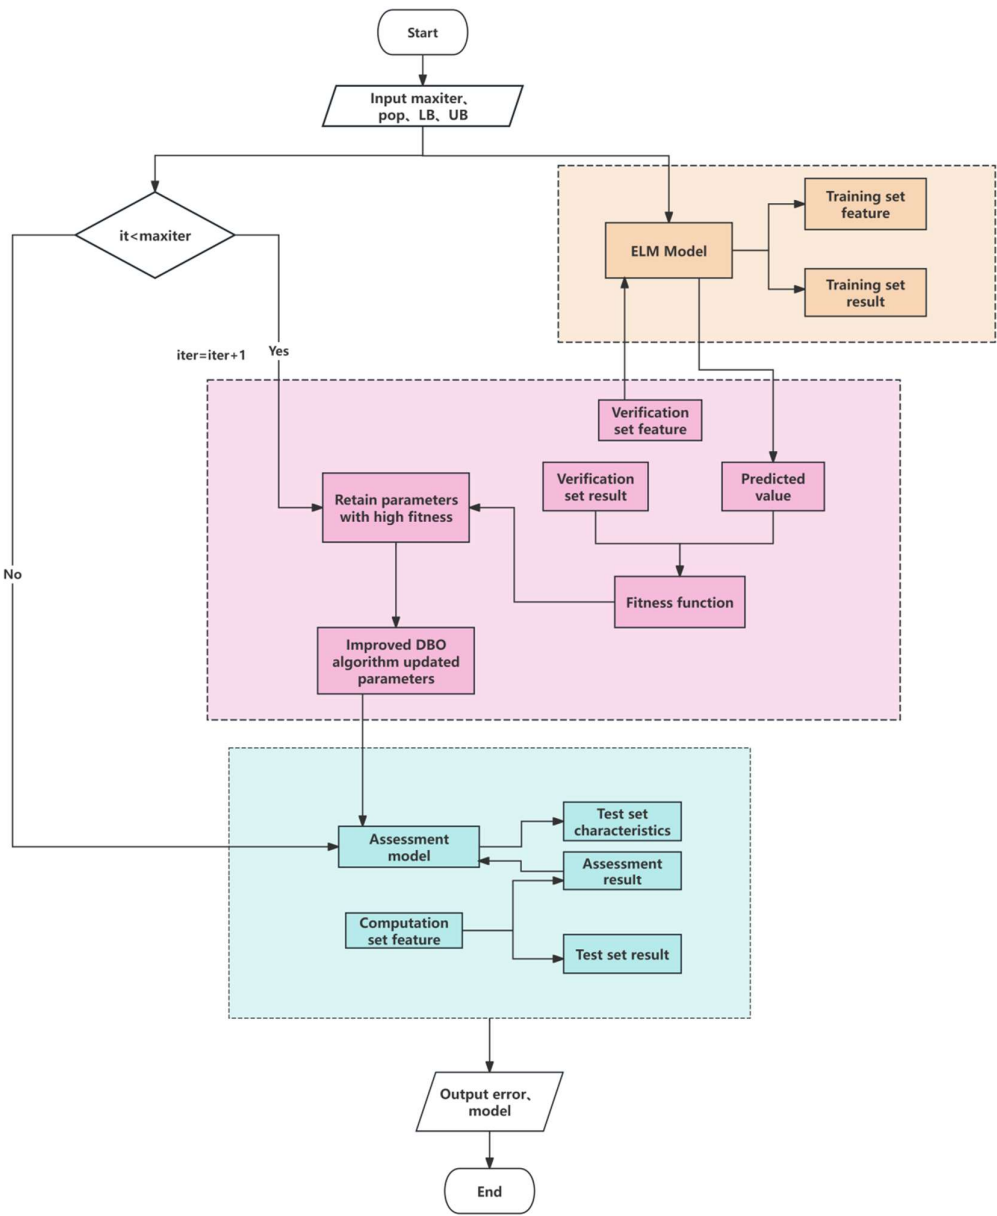 Start
Input maxiter、
pop、LB、UB
it<maxiter
Training set
feature
ELM Model
Training set
result
iter=iter+1
Yes
Verification
set feature
Verification
set result
Predicted
value
Retain parameters
with high fitness
No
Fitness function
Improved DBO
algorithm updated
parameters
Test set
characteristics
Assessment
model
Assessment
result
Computation
set feature
Test set result
Output error、
model
End